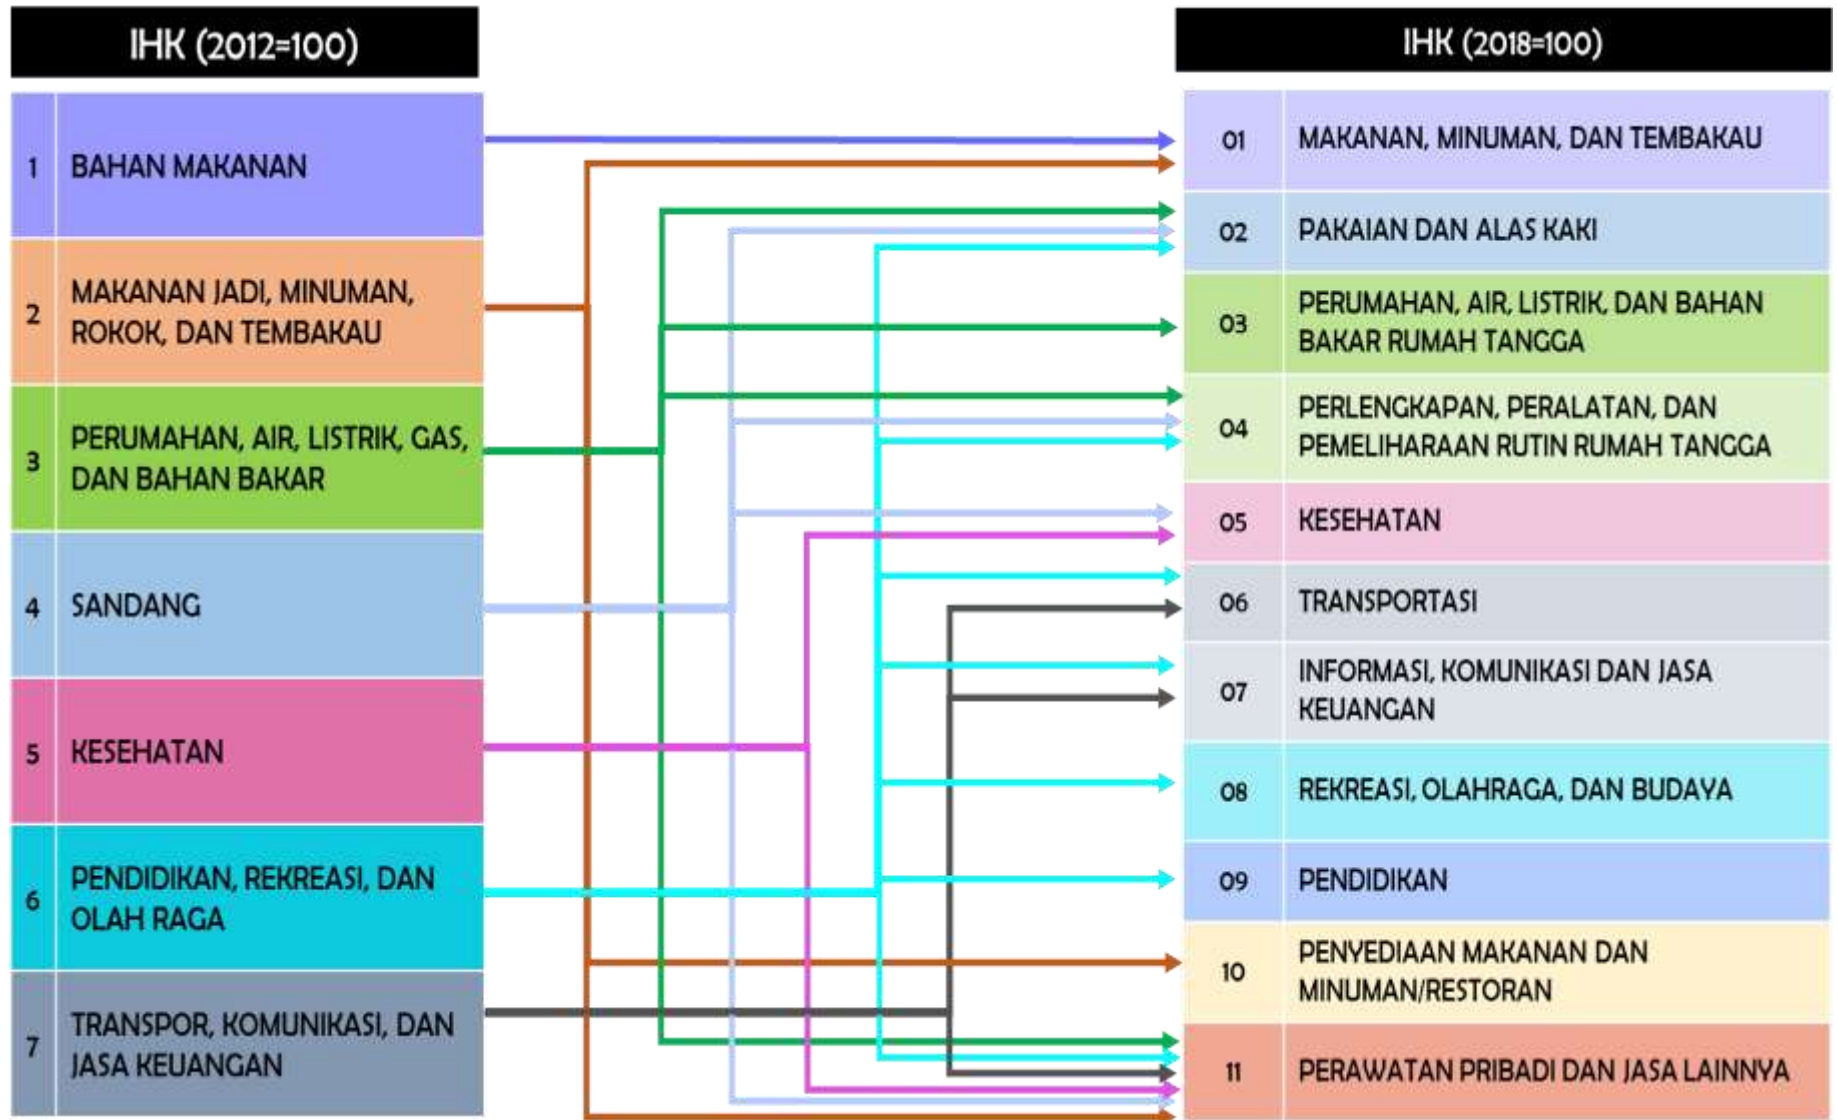 IHK (2012=100)
1
BAHAN MAKANAN
2
MAKANAN JADI, MINUMAN,
ROKOK, DAN TEMBAKAU
3
PERUMAHAN, AIR, LISTRIK, GAS,
DAN BAHAN BAKAR
4
SANDANG
5
KESEHATAN
6
PENDIDIKAN, REKREASI, DAN
OLAH RAGA
7
TRANSPOR, KOMUNIKASI, DAN
JASA KEUANGAN
IHK (2018=100)
01
MAKANAN, MINUMAN, DAN TEMBAKAU
02
PAKAIAN DAN ALAS KAKI
03
PERUMAHAN, AIR, LISTRIK, DAN BAHAN
BAKAR RUMAH TANGGA
04
PERLENGKAPAN, PERALATAN, DAN
PEMELIHARAAN RUTIN RUMAH TANGGA
05
KESEHATAN
06
TRANSPORTASI
07
INFORMASI, KOMUNIKASI DAN JASA
KEUANGAN
08
REKREASI, OLAHRAGA, DAN BUDAYA
09
PENDIDIKAN
10
PENYEDIAAN MAKANAN DAN
MINUMAN/RESTORAN
11
PERAWATAN PRIBADI DAN JASA LAINNYA